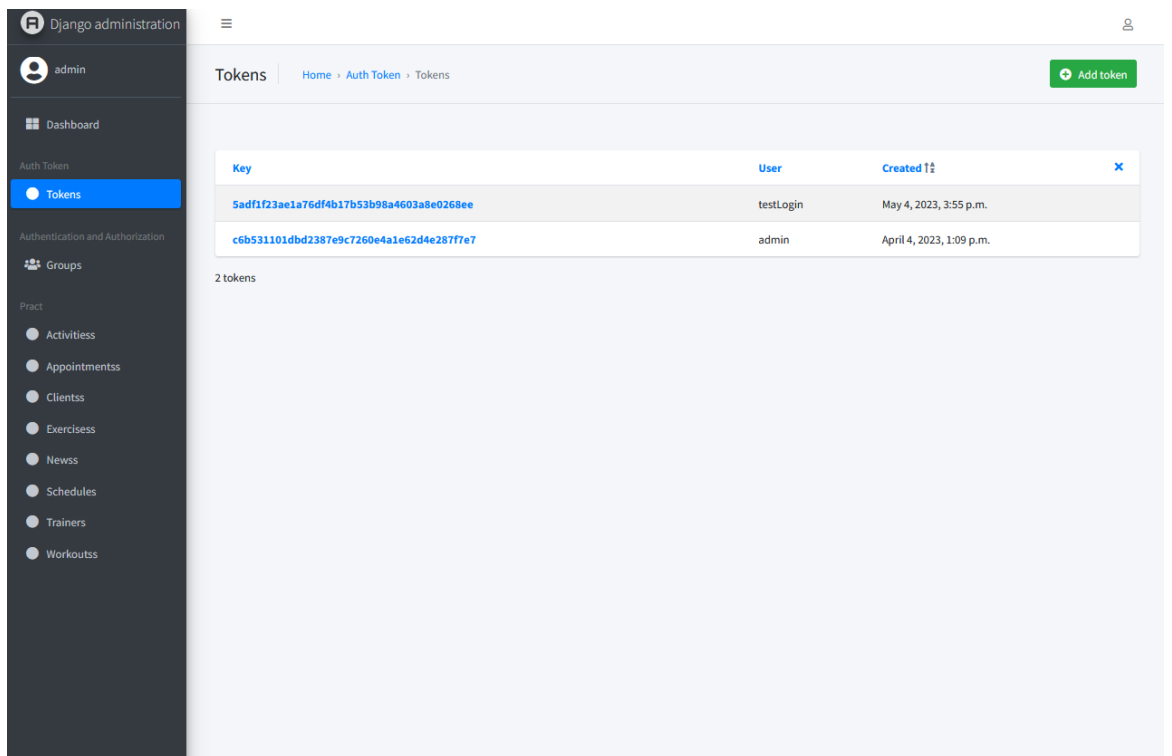 Django administration
admin
Dashboard
Auth Token
Tokens
Authentication and Authorization
Groups
Pract
Activitiess
Appointmentss
Clientss
Exercisess
Newss
Schedules
Trainers
Workoutss
Tokens Home › Auth Token › Tokens
Add token
Key User Created
5adf1f23ae1a76df4b17b53b98a4603a8e0268ee testLogin May 4, 2023, 3:55 p.m.
c6b531101dbd2387e9c7260e4a1e62d4e287f7e7 admin April 4, 2023, 1:09 p.m.
2 tokens